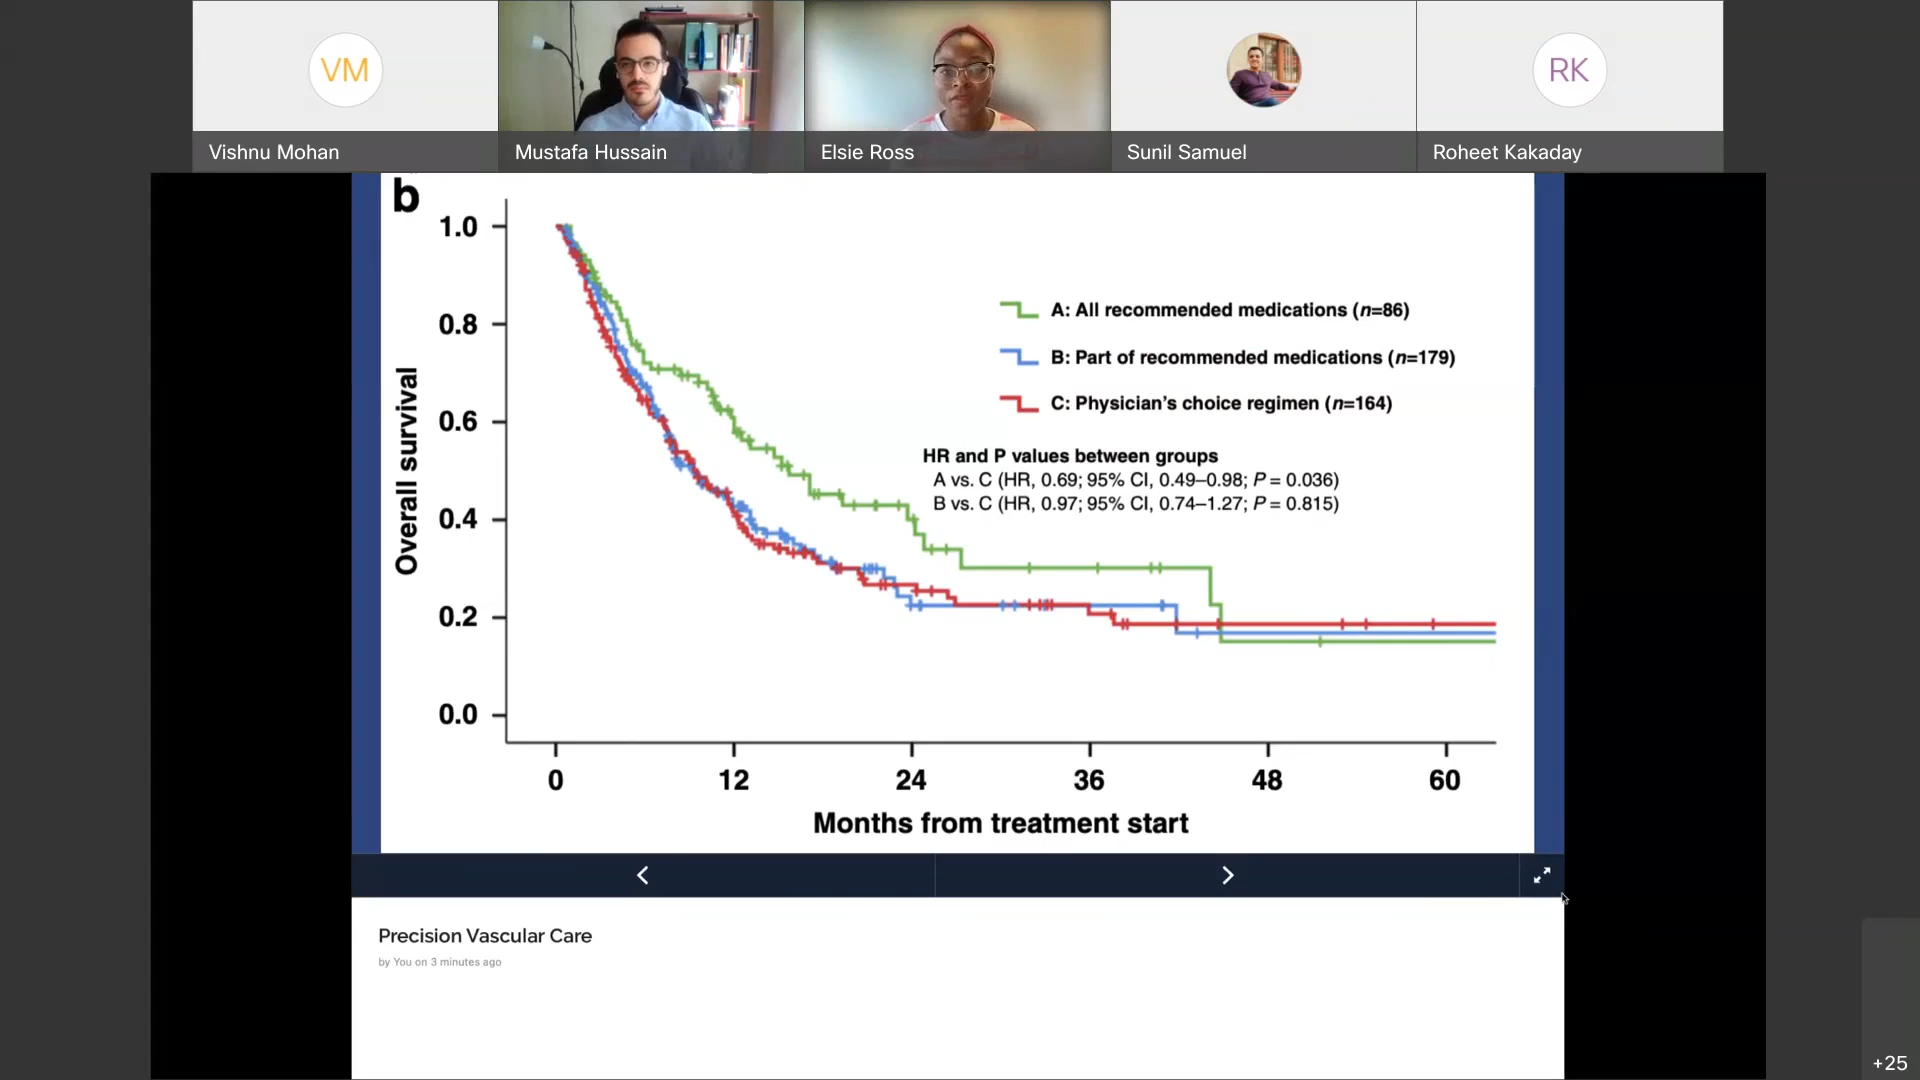 VM
RK
Vishnu Mohan
Mustafa Hussain
Elsie Ross
Sunil Samuel
Roheet Kakaday
b
1.0
0.8
0.6
0.4
0.2
0.0
Overall survival
A: All recommended medications (n=86)
B: Part of recommended medications (n=179)
C: Physician's choice regimen (n=164)
HR and P values between groups
A vs. C (HR, 0.69; 95% CI, 0.49–0.98; P = 0.036)
B vs. C (HR, 0.97; 95% CI, 0.74–1.27; P = 0.815)
0 12 24 36 48 60
Months from treatment start
Precision Vascular Care
by You on 3 minutes ago
+25